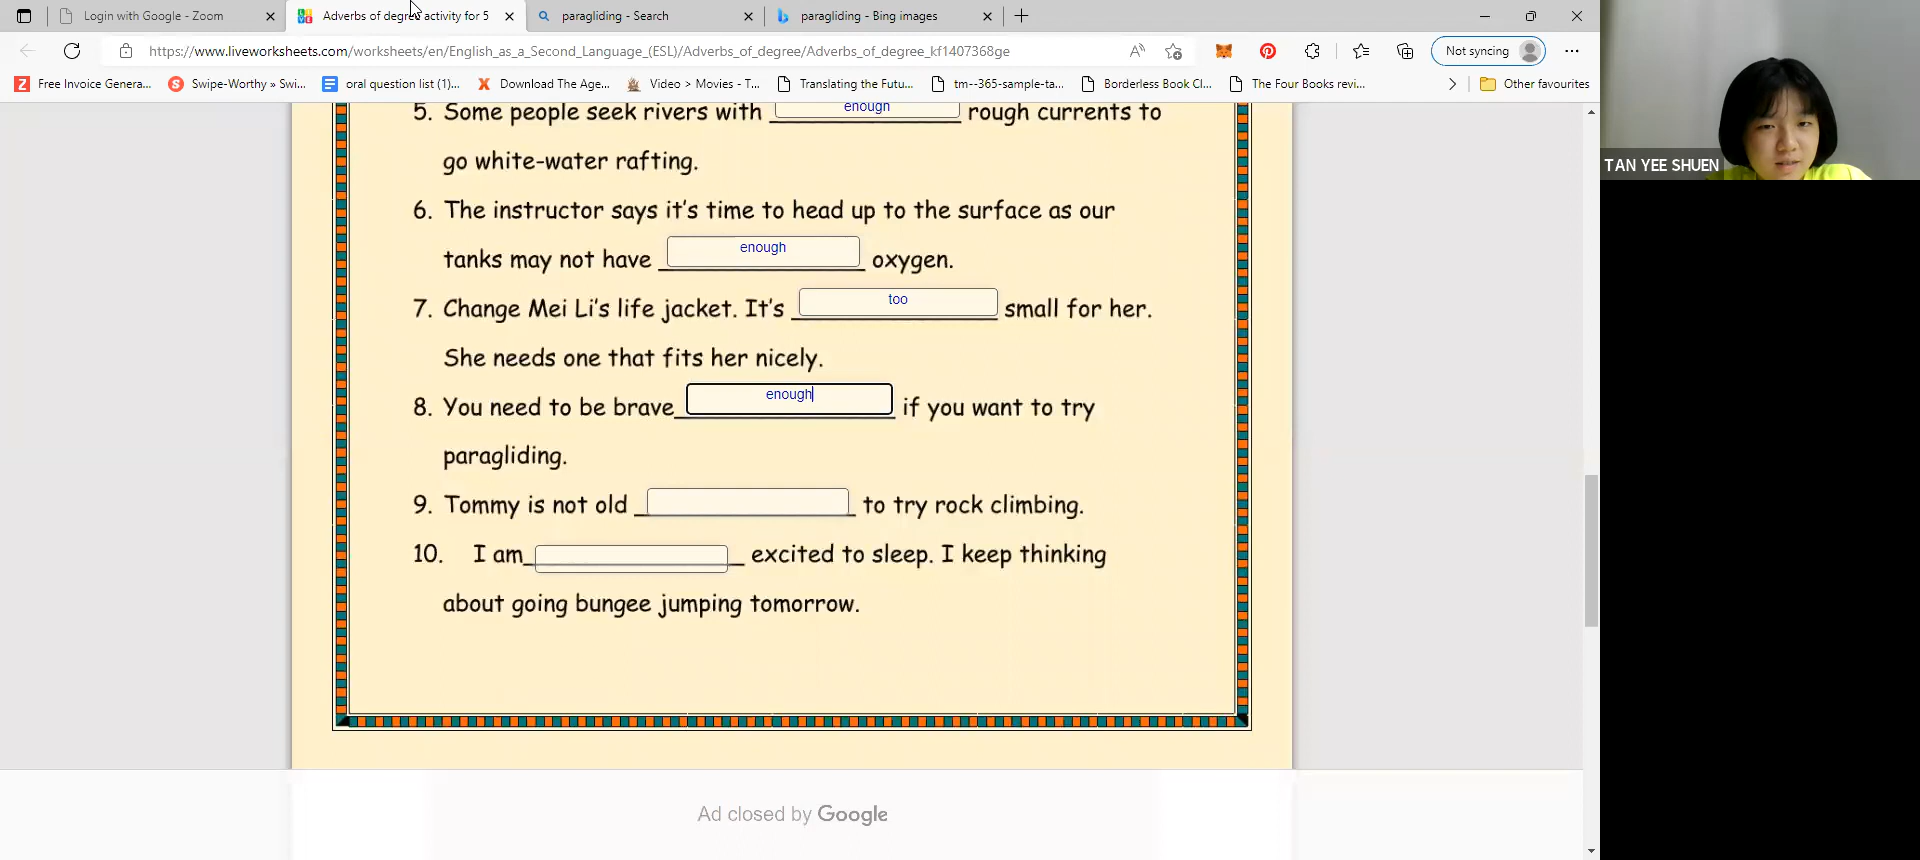 Login with Google - Zoom
Adverbs of degree activity for 5
paragliding - Search
paragliding - Bing images
https://www.liveworksheets.com/worksheets/en/English_as_a_Second_Language_(ESL)/Adverbs_of_degree/Adverbs_of_degree_kf1407368ge
Not syncing
Free Invoice Genera...
Swipe-Worthy » Swi...
oral question list (1)...
Download The Age...
Video > Movies - T...
Translating the Futu...
tm--365-sample-ta...
Borderless Book Cl...
The Four Books revi...
Other favourites
5. Some people seek rivers with enough rough currents to
go white-water rafting.
6. The instructor says it's time to head up to the surface as our
tanks may not have enough oxygen.
7. Change Mei Li's life jacket. It's too small for her.
She needs one that fits her nicely.
8. You need to be brave enough if you want to try
paragliding.
9. Tommy is not old to try rock climbing.
10. I am excited to sleep. I keep thinking
about going bungee jumping tomorrow.
Ad closed by Google
TAN YEE SHUEN